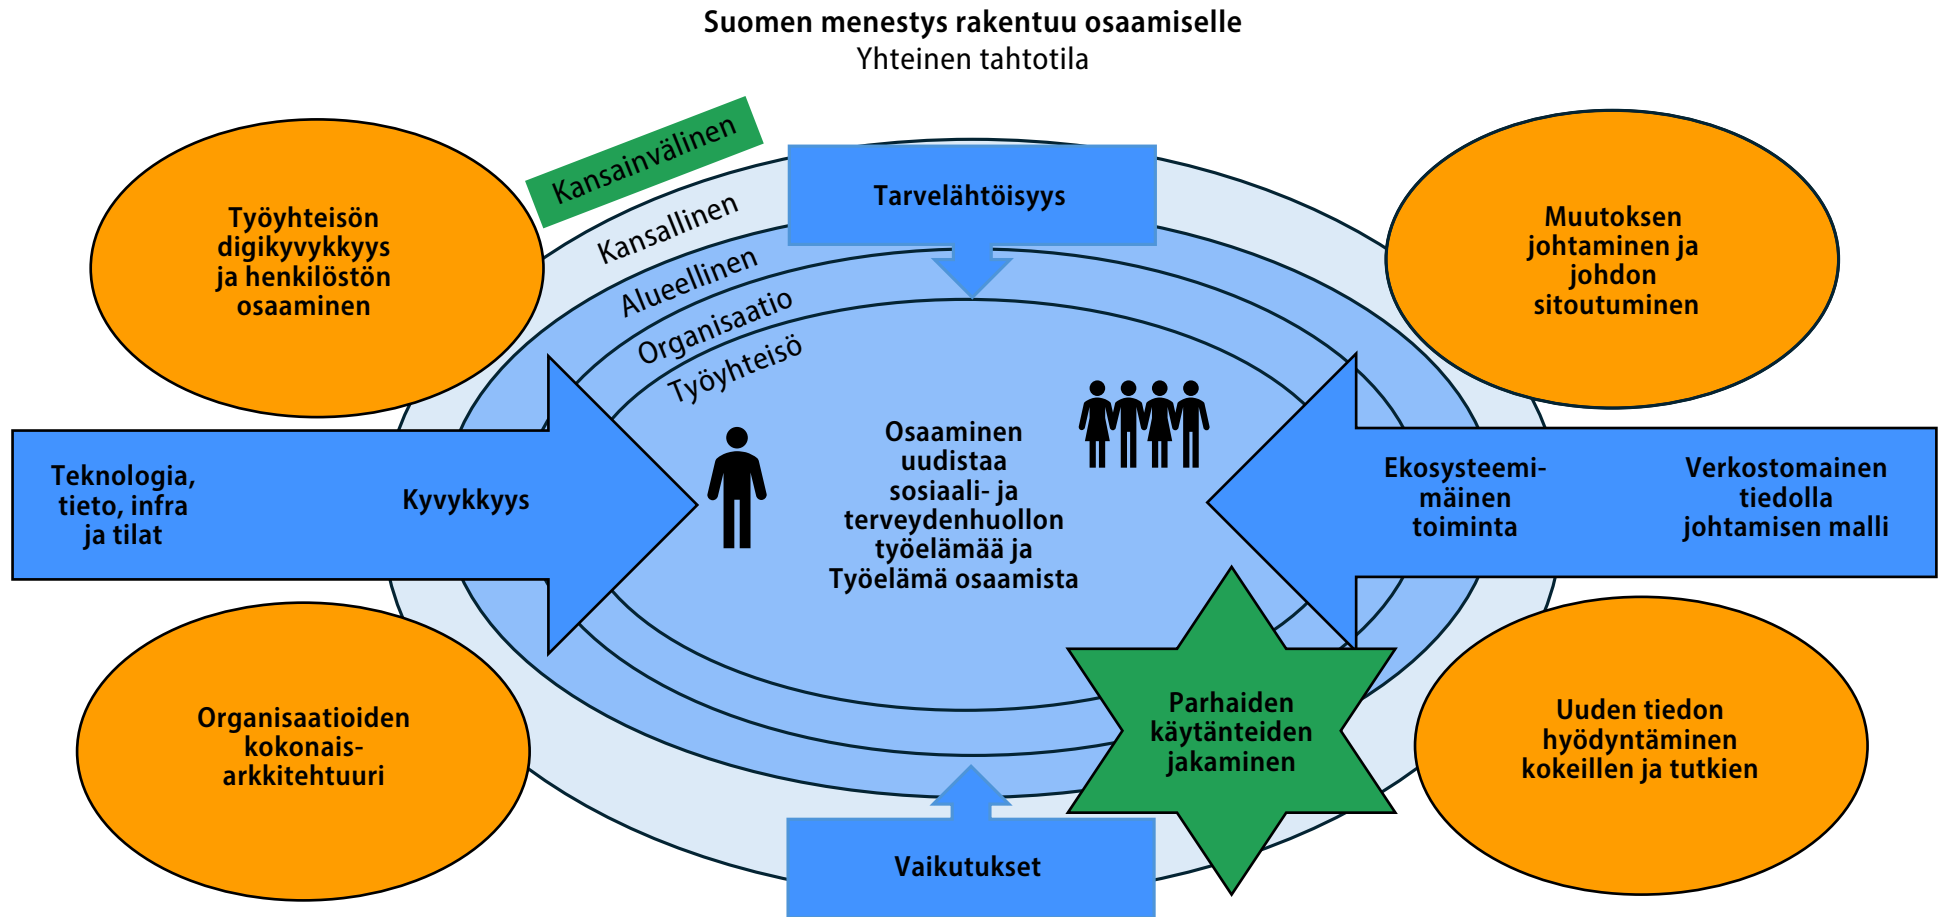 Suomen menestys rakentuu osaamiselle
Yhteinen tahtotila
Työyhteisön
digikyvykkyys
ja henkilöstön
osaaminen
Kansainvälinen
Kansallinen
Alueellinen
Organisaatio
Työyhteisö
Tarvelähtöisyys
Muutoksen
johtaminen ja
johdon
sitoutuminen
Teknologia,
tieto, infra
ja tilat
Kyvykkyys
Osaaminen
uudistaa
sosiaali- ja
terveydenhuollon
työelämää ja
Työelämä osaamista
Ekosysteemi-
mäinen
toiminta
Verkostomainen
tiedolla
johtamisen malli
Organisaatioiden
kokonais-
arkkitehtuuri
Vaikutukset
Parhaiden
käytänteiden
jakaminen
Uuden tiedon
hyödyntäminen
kokeillen ja tutkien